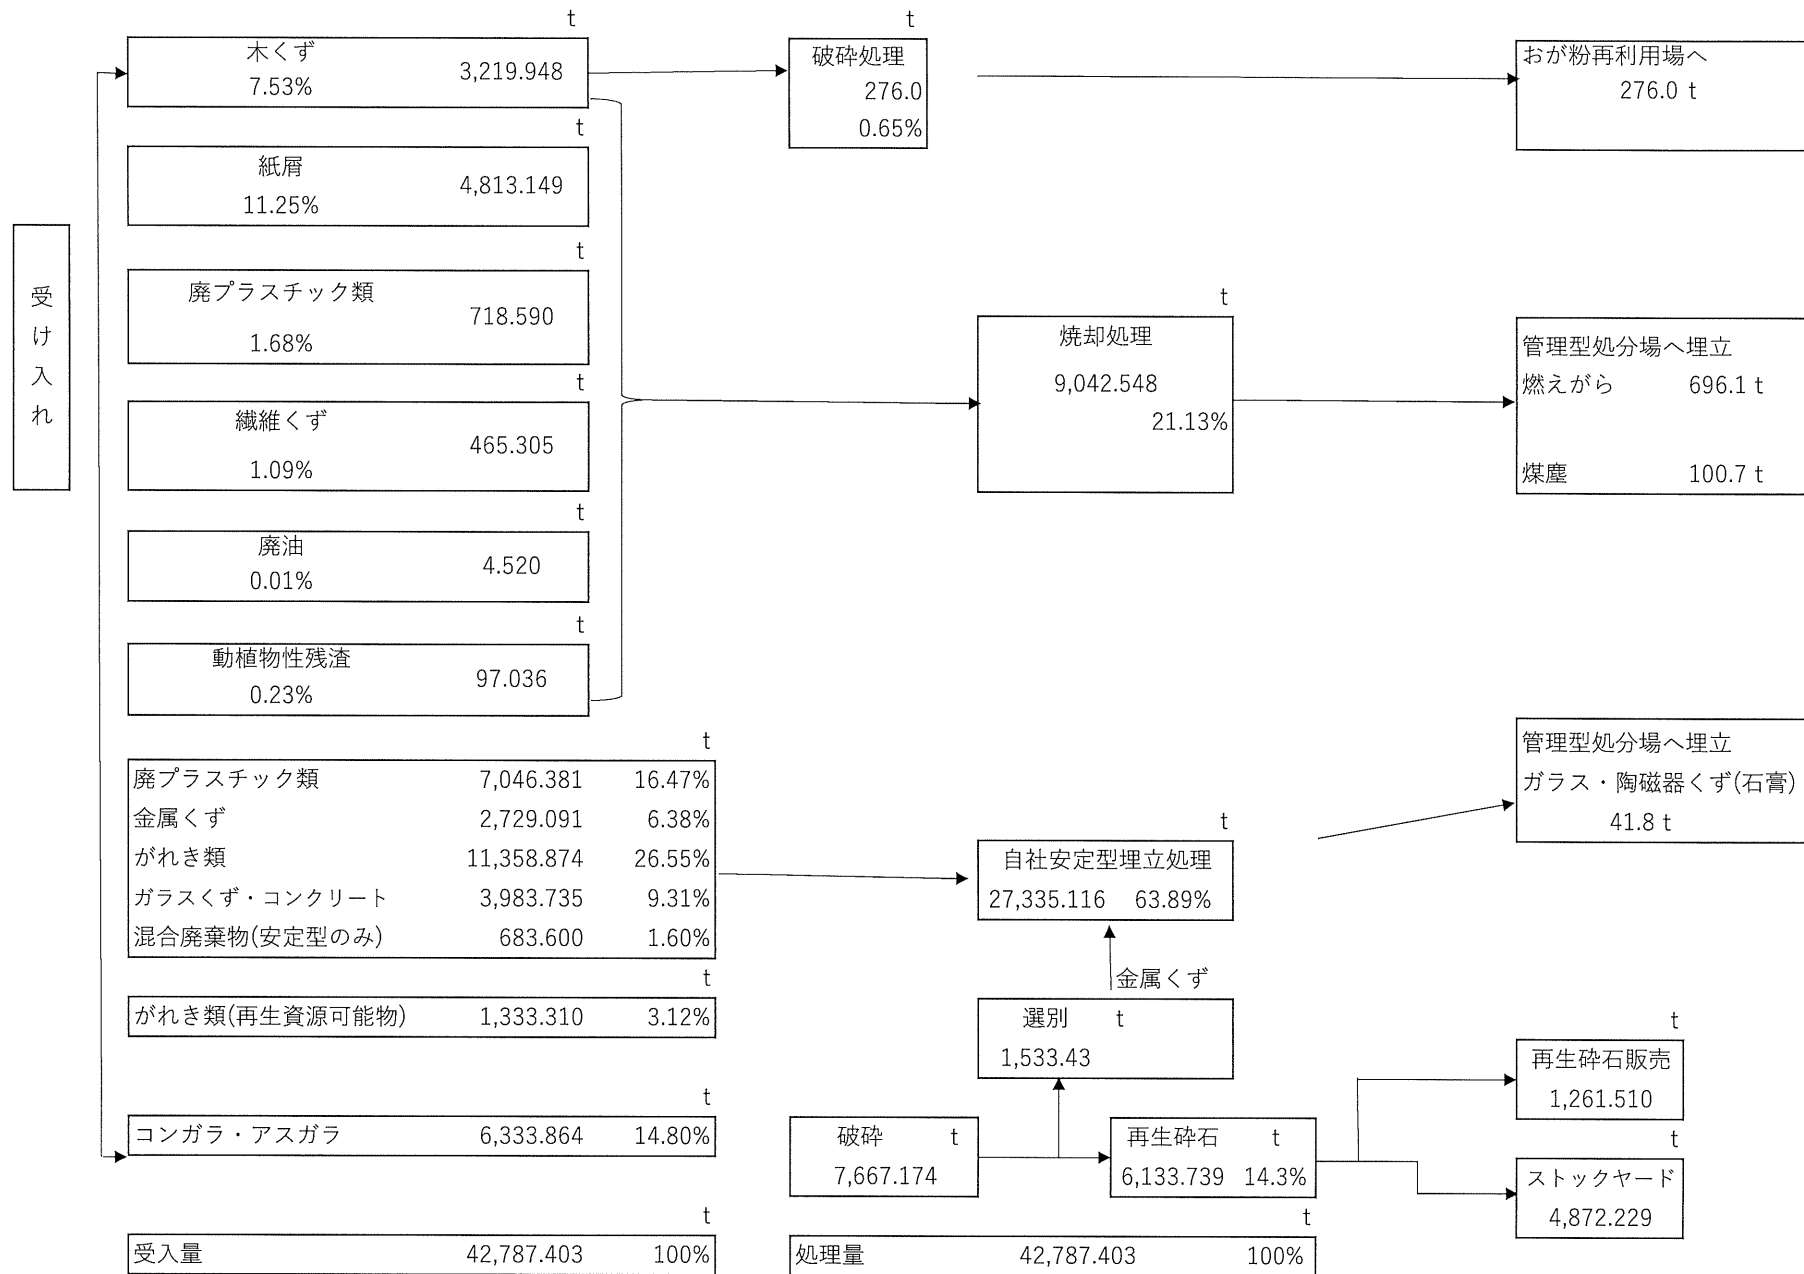 受け入れ
t
木くず 3,219.948
7.53%
t
紙屑 4,813.149
11.25%
t
廃プラスチック類 718.590
1.68%
t
繊維くず 465.305
1.09%
t
廃油 4.520
0.01%
t
動植物性残渣 97.036
0.23%
t
廃プラスチック類 7,046.381 16.47%
金属くず 2,729.091 6.38%
がれき類 11,358.874 26.55%
ガラスくず・コンクリート 3,983.735 9.31%
混合廃棄物(安定型のみ) 683.600 1.60%
t
がれき類(再生資源可能物) 1,333.310 3.12%
t
コンガラ・アスガラ 6,333.864 14.80%
t
受入量 42,787.403 100%
t
破砕処理
276.0
0.65%
おが粉再利用場へ
276.0 t
t
焼却処理
9,042.548
21.13%
管理型処分場へ埋立
燃えがら 696.1 t
煤塵 100.7 t
t
自社安定型埋立処理
27,335.116 63.89%
管理型処分場へ埋立
ガラス・陶磁器くず(石膏)
41.8 t
金属くず
選別 t
1,533.43
破砕 t
7,667.174
再生砕石 t
6,133.739 14.3%
t
再生砕石販売
1,261.510
t
ストックヤード
4,872.229
t
処理量 42,787.403 100%